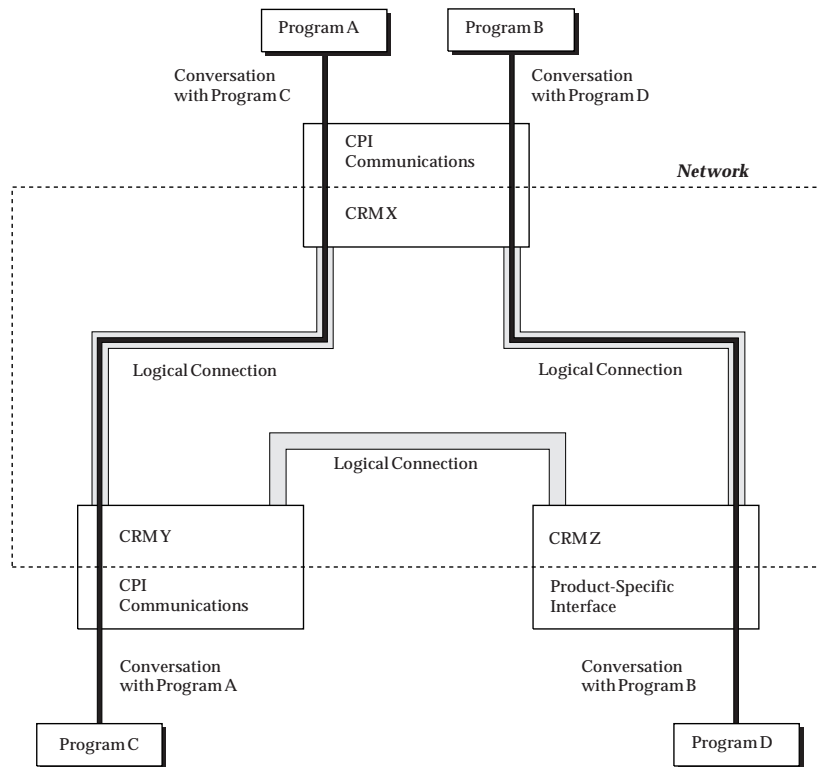 Program A
Program B
Conversation
with Program C
Conversation
with Program D
CPI
Communications
Network
CRM X
Logical Connection
Logical Connection
Logical Connection
CRM Y
CRM Z
CPI
Communications
Product-Specific
Interface
Conversation
with Program A
Conversation
with Program B
Program C
Program D